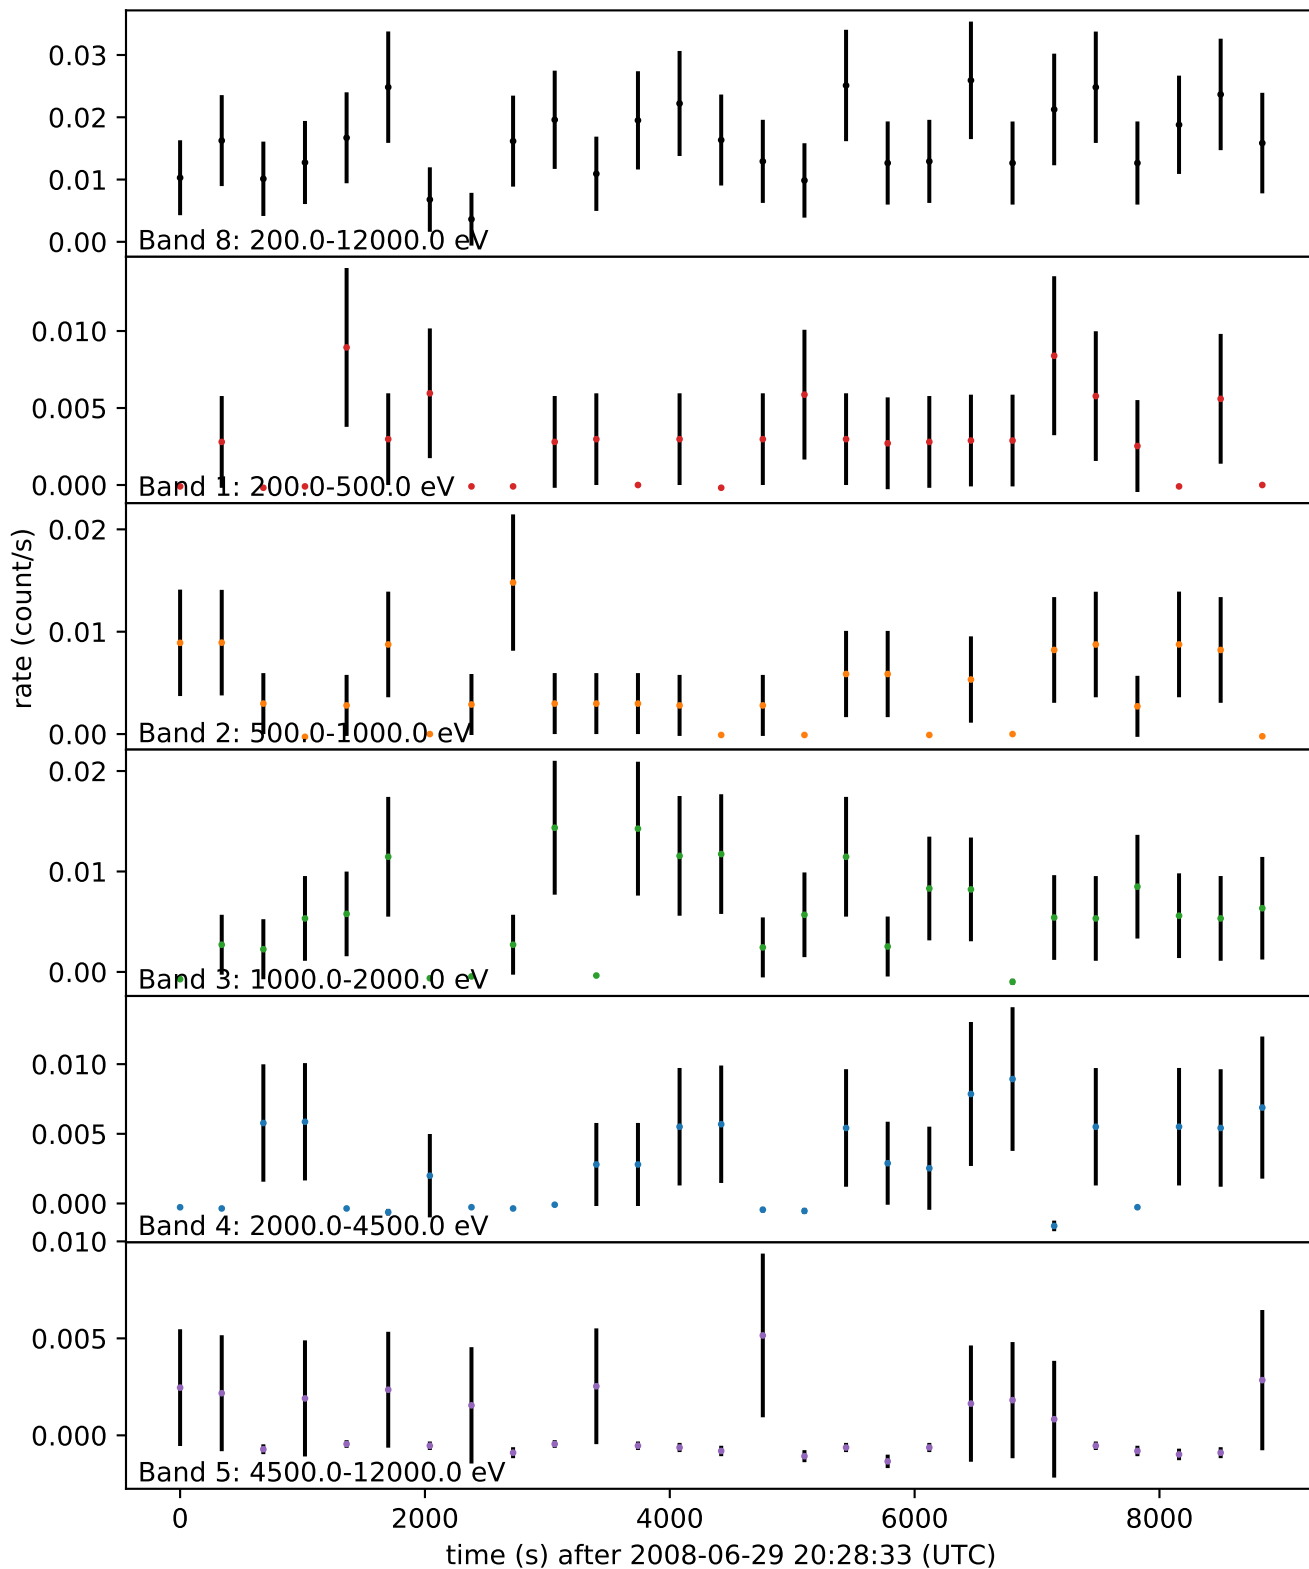 0.03
0.02
0.01
0.00
Band 8: 200.0-12000.0 eV
0.010
0.005
0.000
Band 1: 200.0-500.0 eV
0.02
0.01
0.00
Band 2: 500.0-1000.0 eV
rate (count/s)
0.02
0.01
0.00
Band 3: 1000.0-2000.0 eV
0.010
0.005
0.000
Band 4: 2000.0-4500.0 eV
0.010
0.005
0.000
Band 5: 4500.0-12000.0 eV
0 2000 4000 6000 8000
time (s) after 2008-06-29 20:28:33 (UTC)